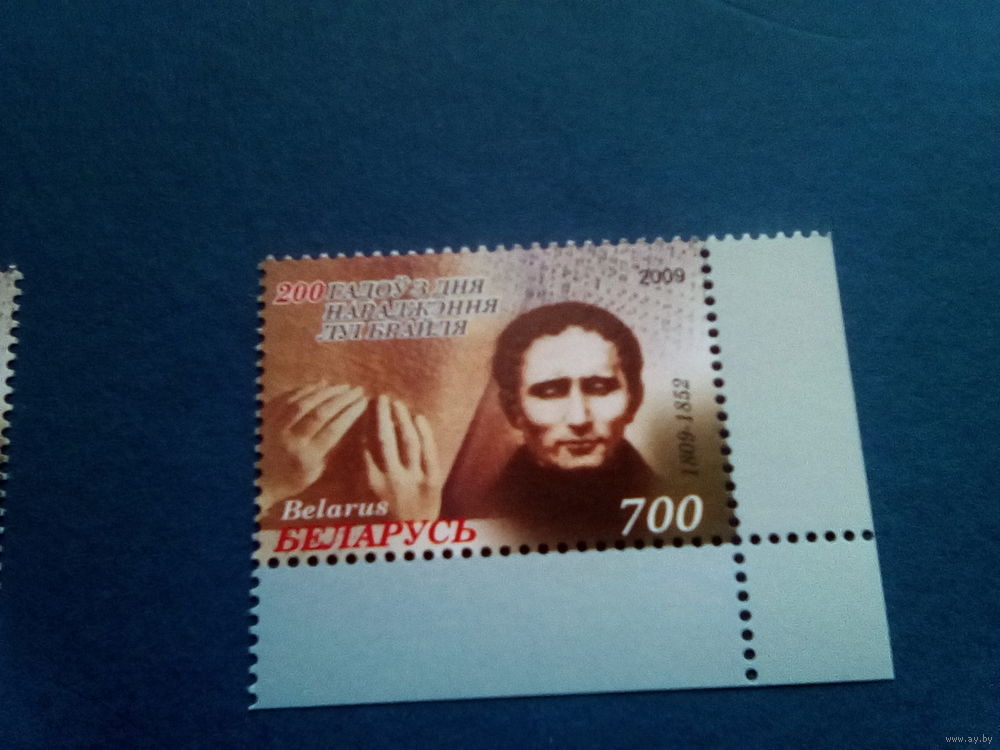 200 ГАДОЎ З ДНЯ
НАРАДЖЭННЯ
ЛУІ БРАЙЛЯ
2009
1809-1852
Belarus
БЕЛАРУСЬ
700
www.ay.by